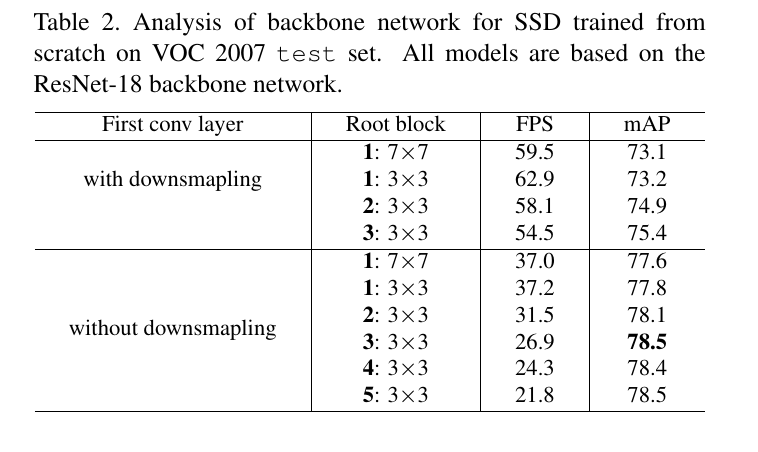 Table 2. Analysis of backbone network for SSD trained from
scratch on VOC 2007 test set. All models are based on the
ResNet-18 backbone network.
First conv layer Root block FPS mAP
1: 7×7 59.5 73.1
with downsmapling 1: 3×3 62.9 73.2
2: 3×3 58.1 74.9
3: 3×3 54.5 75.4
1: 7×7 37.0 77.6
1: 3×3 37.2 77.8
2: 3×3 31.5 78.1
without downsmapling 3: 3×3 26.9 78.5
4: 3×3 24.3 78.4
5: 3×3 21.8 78.5